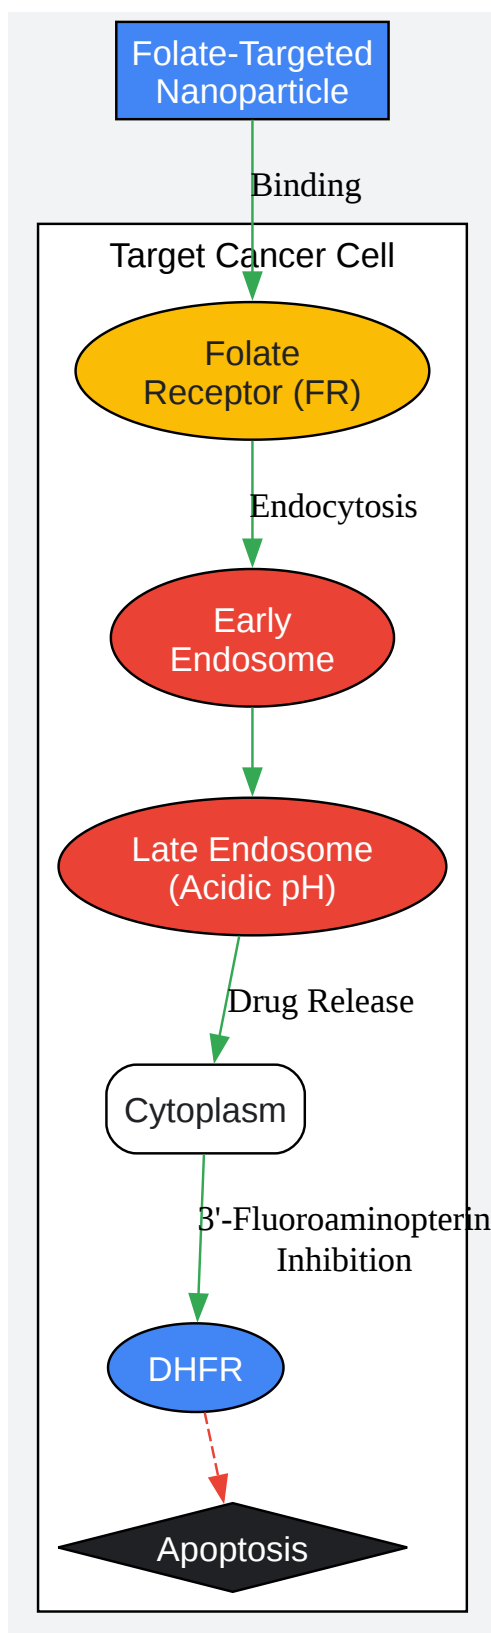 Folate-Targeted
Nanoparticle
Binding
Target Cancer Cell
Folate
Receptor (FR)
Endocytosis
Early
Endosome
Late Endosome
(Acidic pH)
Drug Release
Cytoplasm
3'-Fluoroaminopterin
Inhibition
DHFR
Apoptosis